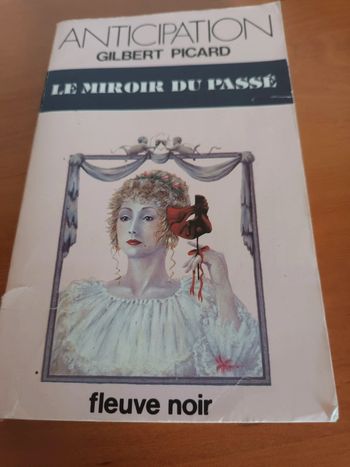 ANTICIPATION
GILBERT PICARD
LE MIROIR DU PASSÉ
fleuve noir